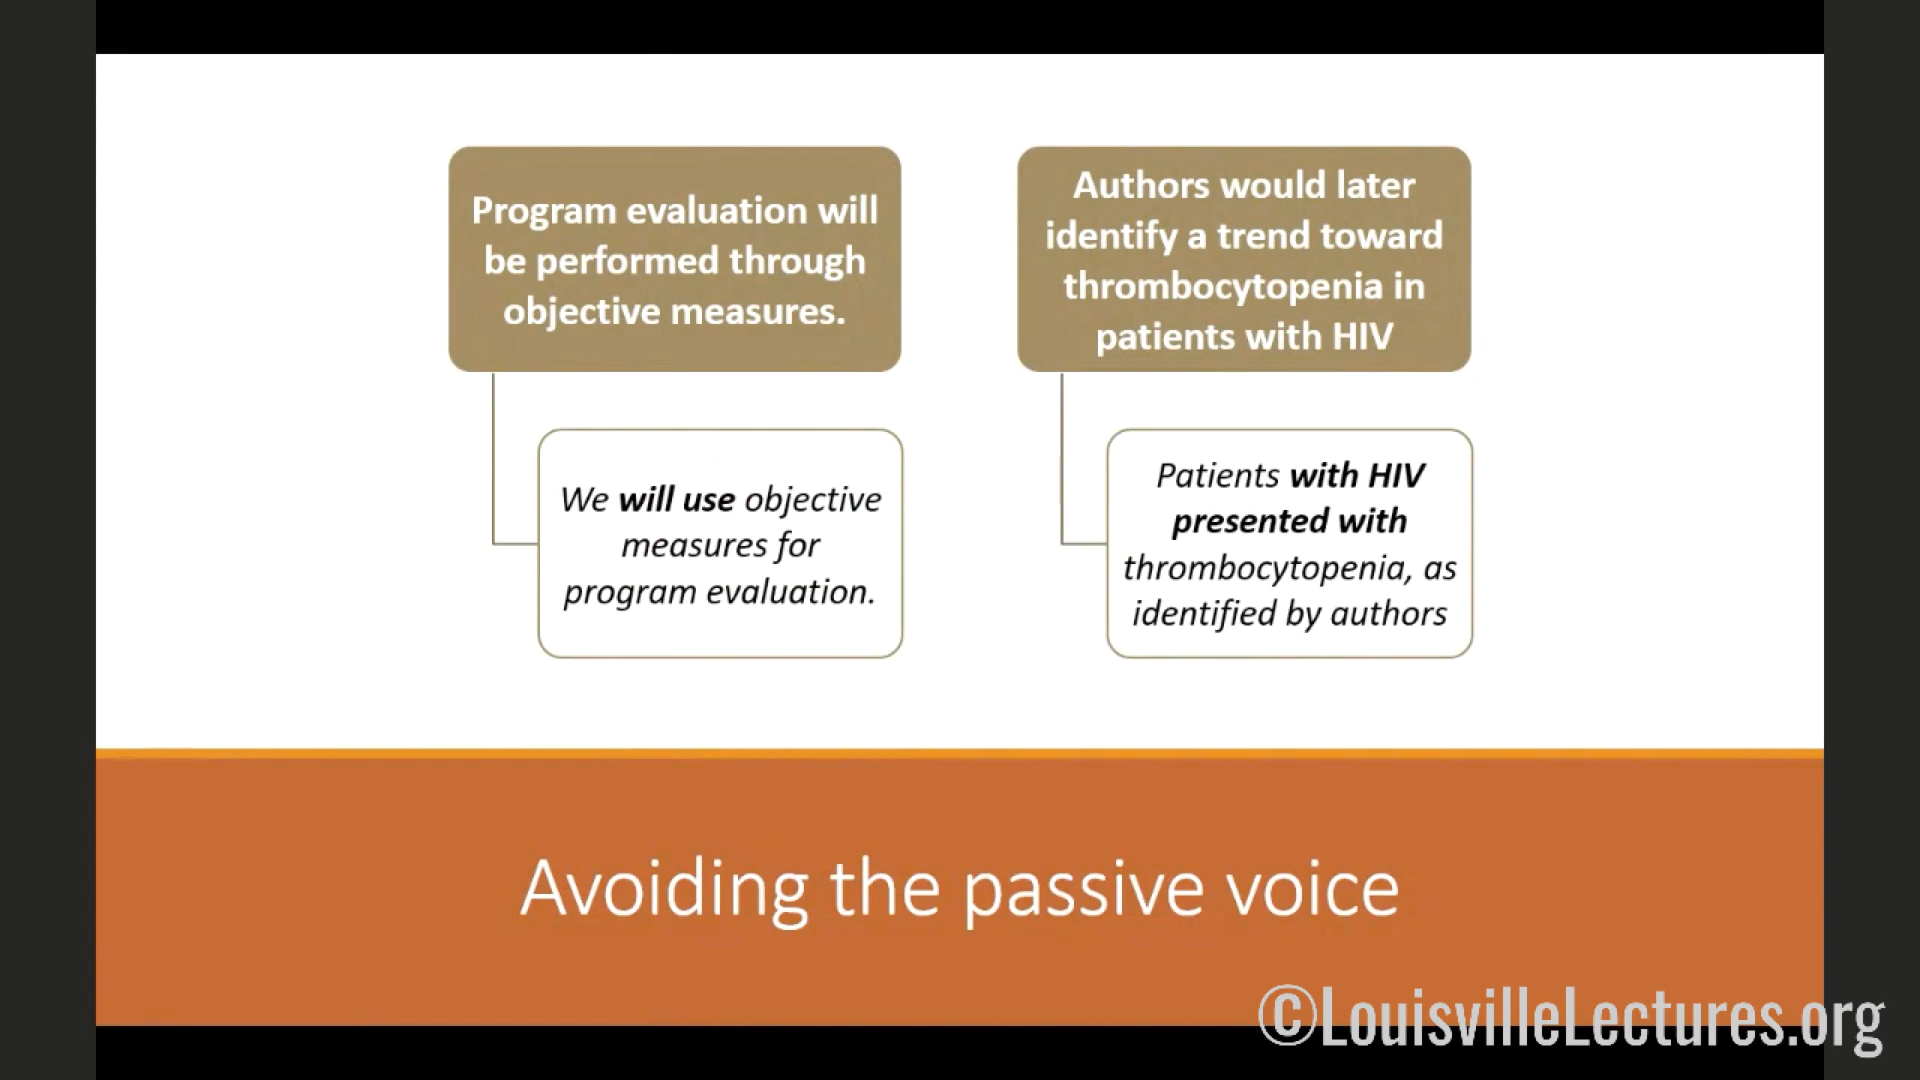 Program evaluation will
be performed through
objective measures.
We will use objective
measures for
program evaluation.
Authors would later
identify a trend toward
thrombocytopenia in
patients with HIV
Patients with HIV
presented with
thrombocytopenia, as
identified by authors
Avoiding the passive voice
©LouisvilleLectures.org